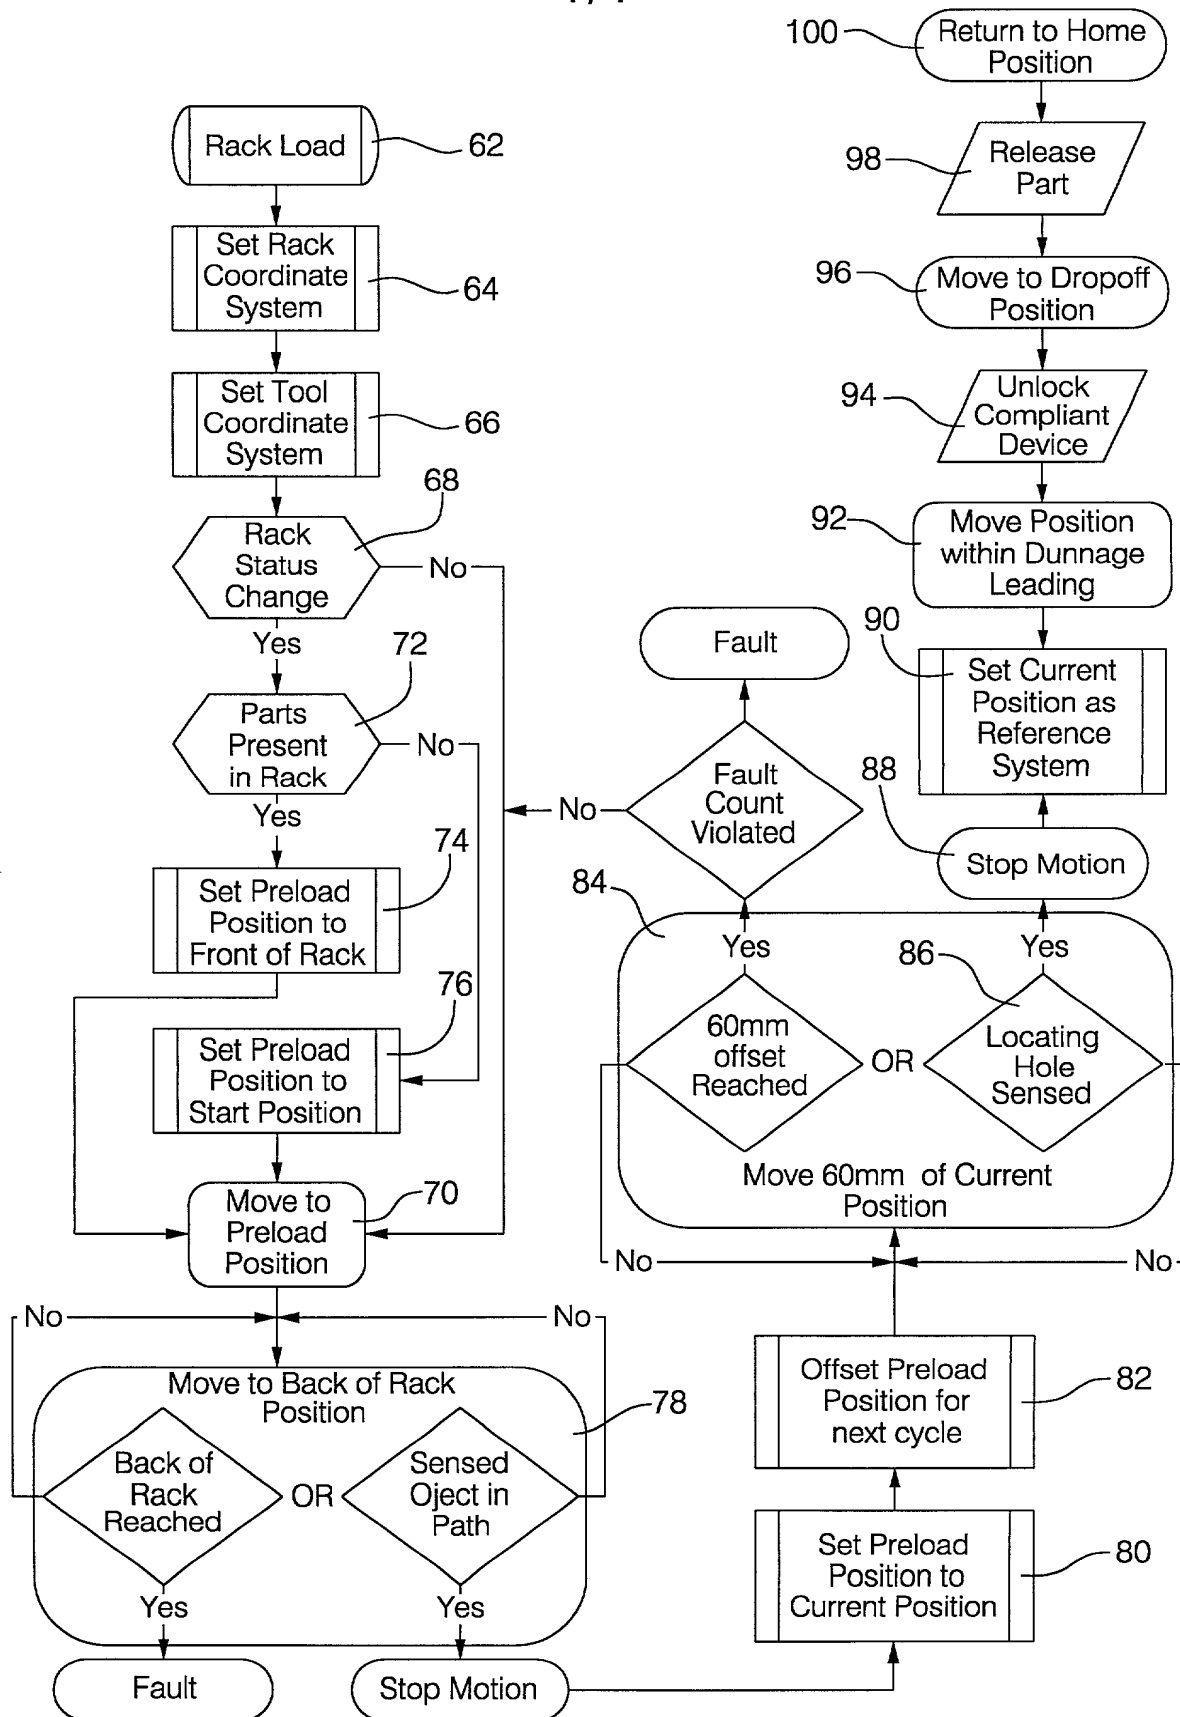 Rack Load
62
Set Rack
Coordinate
System
64
Set Tool
Coordinate
System
66
68
Rack
Status
Change
No
Yes
72
Parts
Present
in Rack
No
Yes
74
Set Preload
Position to
Front of Rack
76
Set Preload
Position to
Start Position
70
Move to
Preload
Position
No
No
Move to Back of Rack
Position
78
Back of
Rack
Reached
OR
Sensed
Oject in
Path
Yes
Yes
Fault
Stop Motion
80
Set Preload
Position to
Current Position
82
Offset Preload
Position for
next cycle
No
No
84
Yes
60mm
offset
Reached
OR
86
Yes
Locating
Hole
Sensed
Move 60mm of Current
Position
Fault
Fault
Count
Violated
No
88
Stop Motion
90
Set Current
Position as
Reference
System
92
Move Position
within Dunnage
Leading
94
Unlock
Compliant
Device
96
Move to Dropoff
Position
98
Release
Part
100
Return to Home
Position